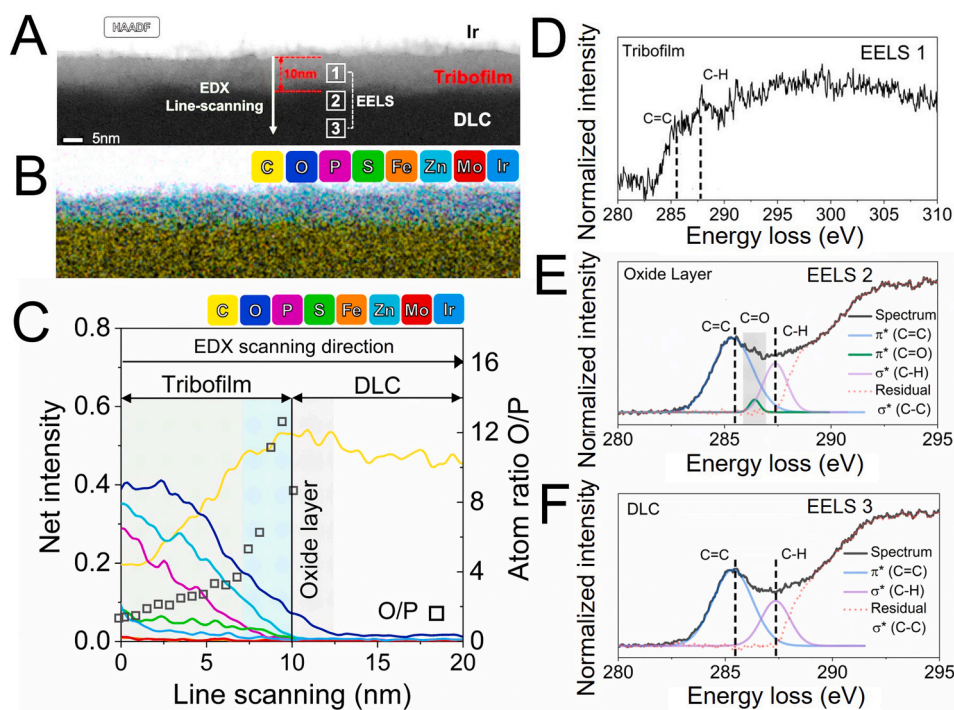 A
HAADF
Ir
10nm
1
Tribofilm
EDX
Line-scanning
2
EELS
3
DLC
5nm
B
C O P S Fe Zn Mo Ir
C
C O P S Fe Zn Mo Ir
EDX scanning direction
Tribofilm
DLC
Oxide layer
O/P
Net intensity
0.8
0.6
0.4
0.2
0.0
16
12
8
4
0
Atom ratio O/P
0 5 10 15 20
Line scanning (nm)
D
Tribofilm
EELS 1
C-H
C=C
Normalized intensity
280 285 290 295 300 305 310
Energy loss (eV)
E
Oxide Layer
EELS 2
C=O
C=C
C-H
Spectrum
π* (C=C)
π* (C=O)
σ* (C-H)
Residual
σ* (C-C)
Normalized intensity
280 285 290 295
Energy loss (eV)
F
DLC
EELS 3
C=C
C-H
Spectrum
π* (C=C)
σ* (C-H)
Residual
σ* (C-C)
Normalized intensity
280 285 290 295
Energy loss (eV)